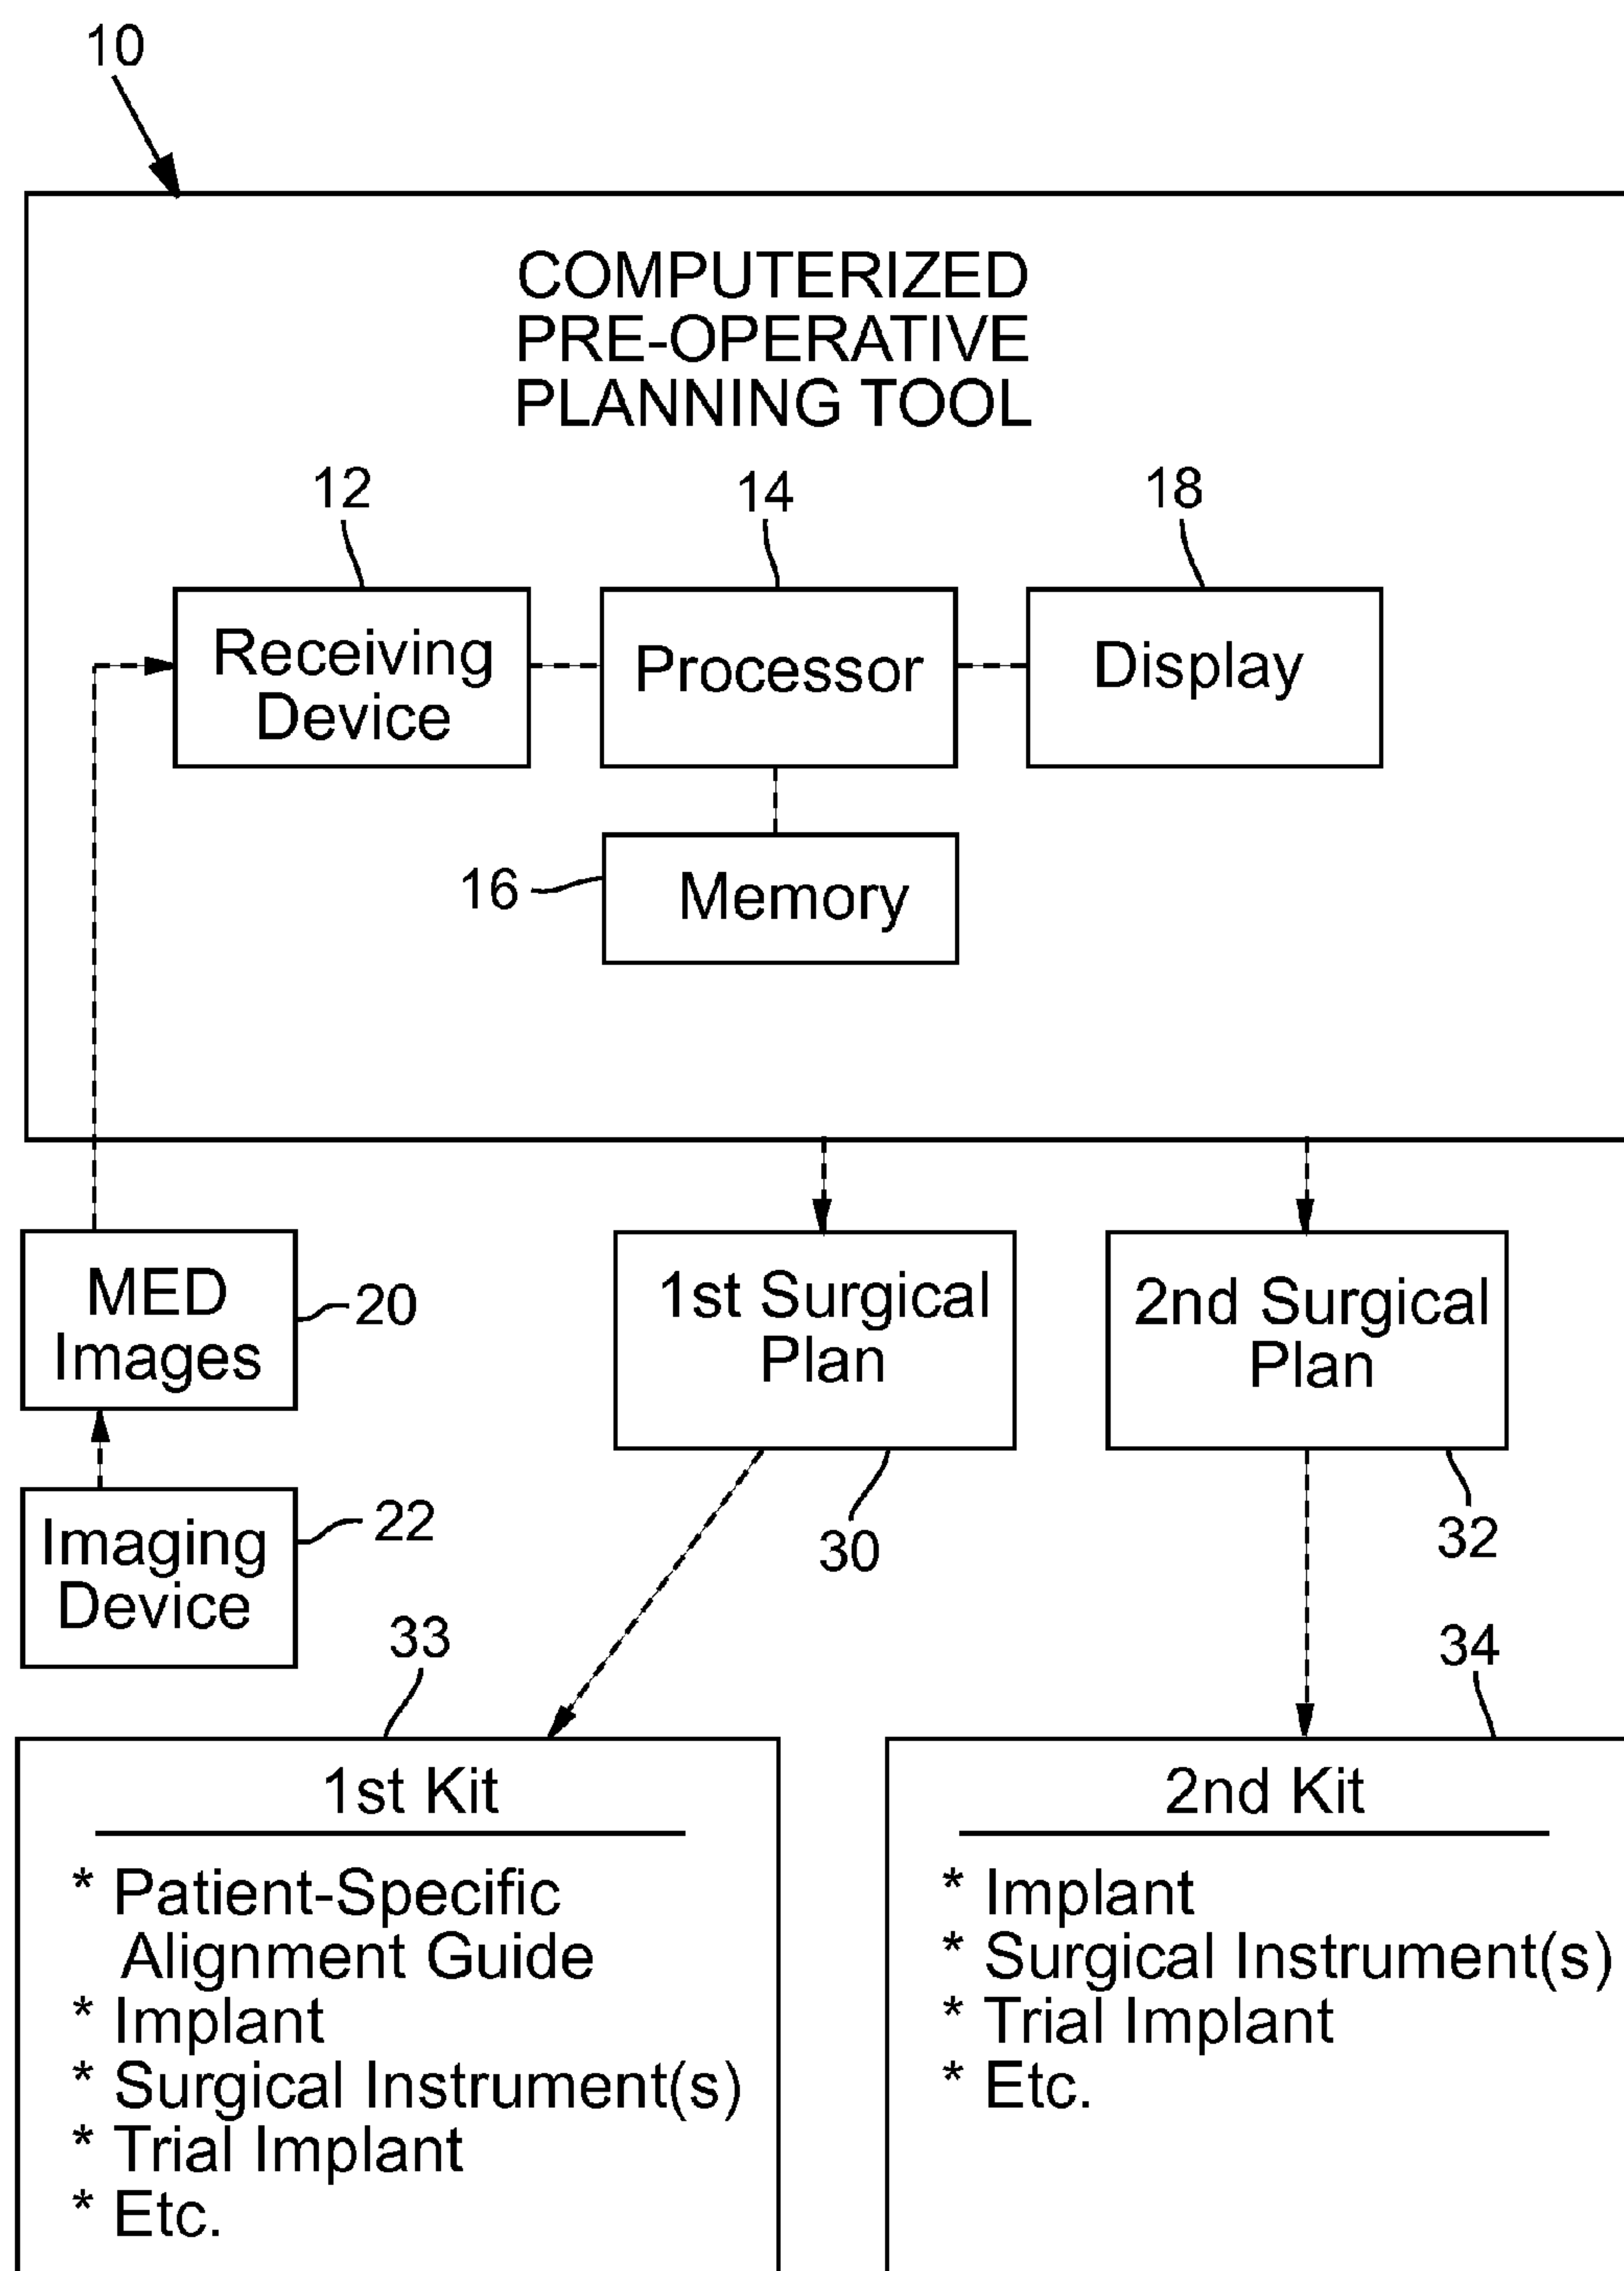 10
COMPUTERIZED
PRE-OPERATIVE
PLANNING TOOL
12
14
18
Receiving
Device
Processor
Display
16
Memory
MED
Images
20
1st Surgical
Plan
2nd Surgical
Plan
Imaging
Device
22
30
32
33
34
1st Kit
* Patient-Specific
Alignment Guide
* Implant
* Surgical Instrument(s)
* Trial Implant
* Etc.
2nd Kit
* Implant
* Surgical Instrument(s)
* Trial Implant
* Etc.